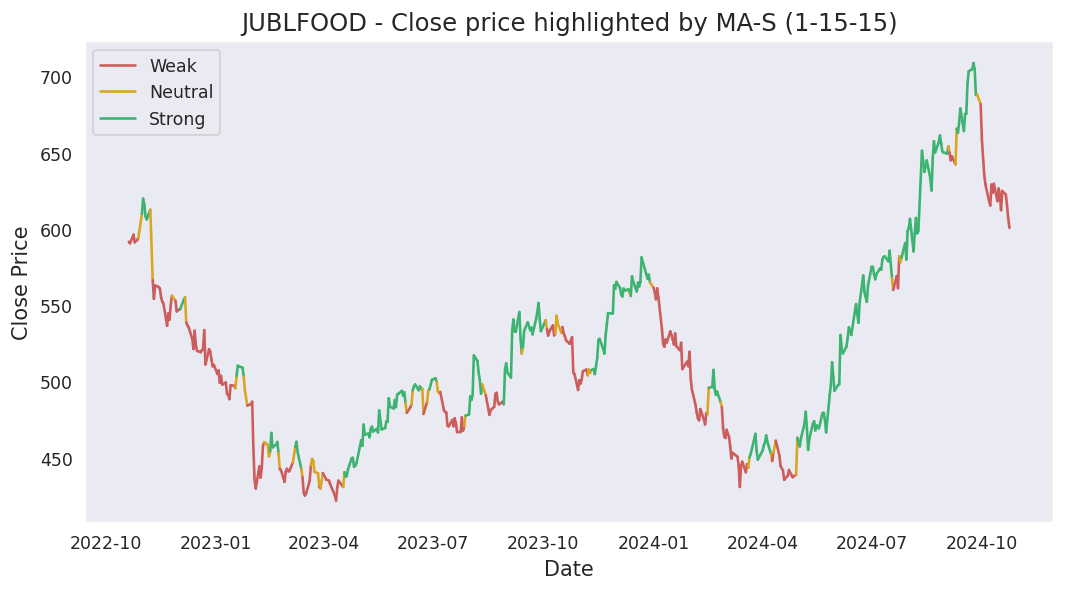 JUBLFOOD - Close price highlighted by MA-S (1-15-15)
Weak
Neutral
Strong
Close Price
700
650
600
550
500
450
2022-10 2023-01 2023-04 2023-07 2023-10 2024-01 2024-04 2024-07 2024-10
Date